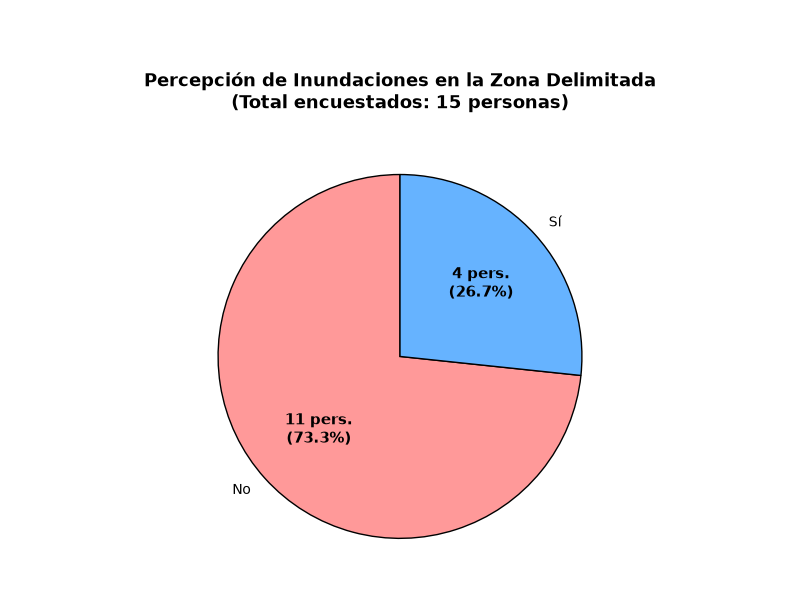 Percepción de Inundaciones en la Zona Delimitada
(Total encuestados: 15 personas)
Sí
4 pers.
(26.7%)
11 pers.
(73.3%)
No